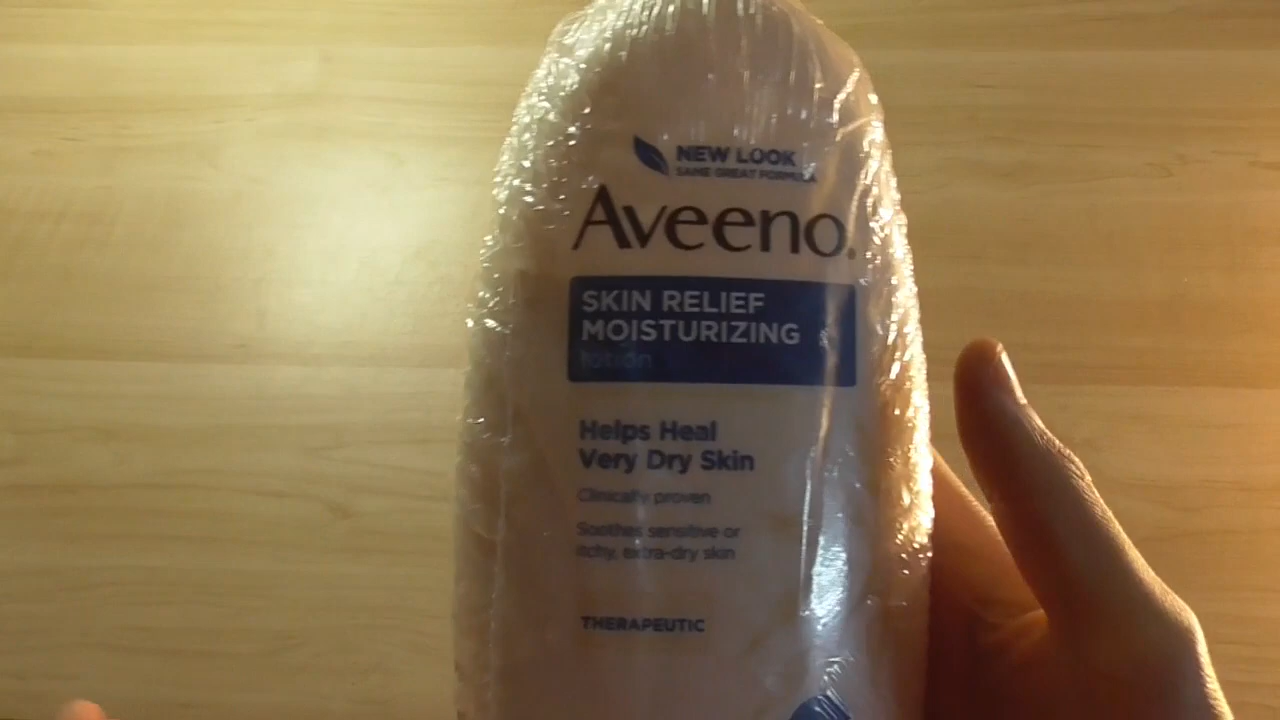 NEW LOOK
SAME GREAT FORMULA
Aveeno.
SKIN RELIEF
MOISTURIZING
lotion
Helps Heal
Very Dry Skin
Clinically proven
Soothes sensitive or
itchy, extra-dry skin
THERAPEUTIC